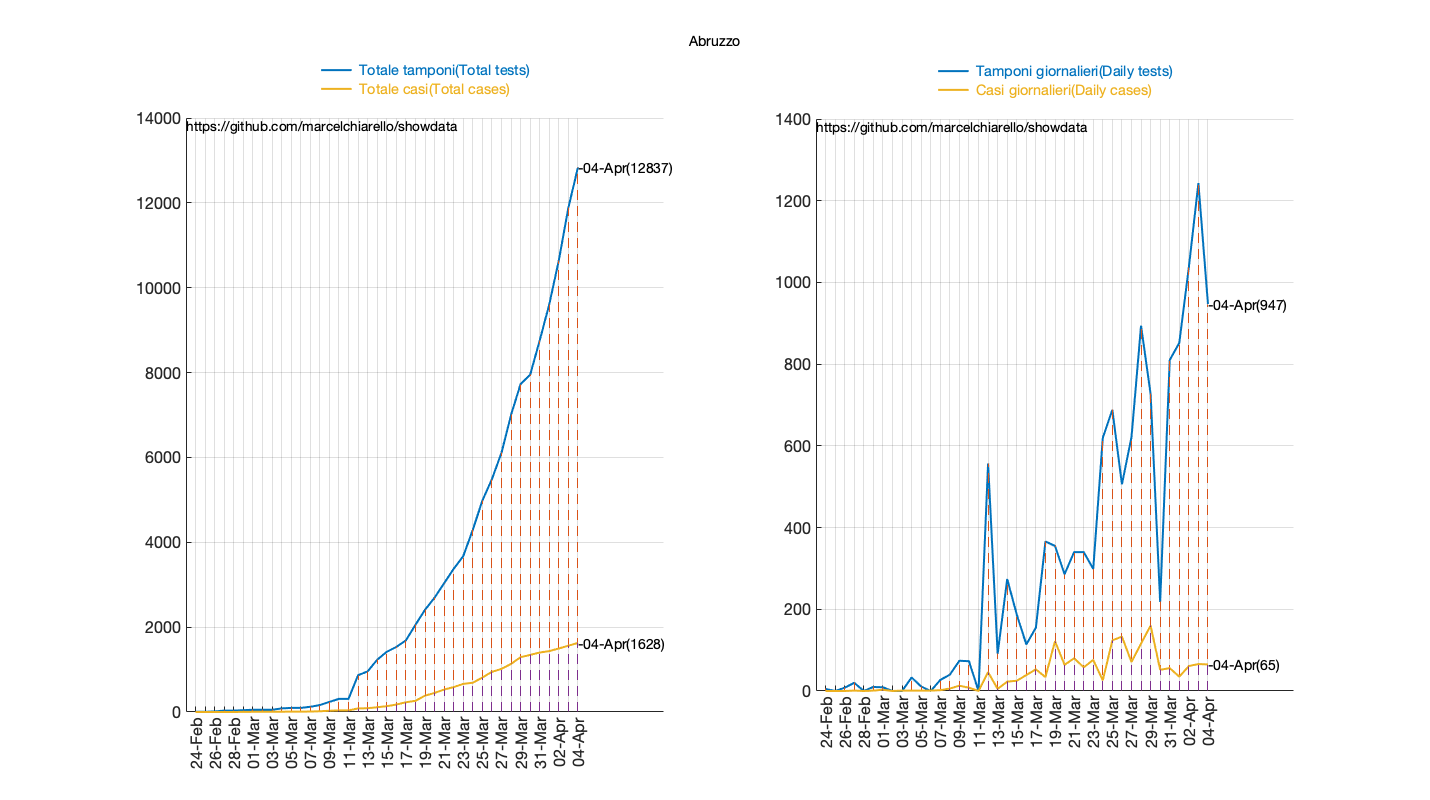 Abruzzo
Totale tamponi(Total tests)
Totale casi(Total cases)
14000
12000
10000
8000
6000
4000
2000
0
https://github.com/marcelchiarello/showdata
-04-Apr(12837)
-04-Apr(1628)
24-Feb
26-Feb
28-Feb
01-Mar
03-Mar
05-Mar
07-Mar
09-Mar
11-Mar
13-Mar
15-Mar
17-Mar
19-Mar
21-Mar
23-Mar
25-Mar
27-Mar
29-Mar
31-Mar
02-Apr
04-Apr
Tamponi giornalieri(Daily tests)
Casi giornalieri(Daily cases)
1400
1200
1000
800
600
400
200
0
https://github.com/marcelchiarello/showdata
-04-Apr(947)
-04-Apr(65)
24-Feb
26-Feb
28-Feb
01-Mar
03-Mar
05-Mar
07-Mar
09-Mar
11-Mar
13-Mar
15-Mar
17-Mar
19-Mar
21-Mar
23-Mar
25-Mar
27-Mar
29-Mar
31-Mar
02-Apr
04-Apr